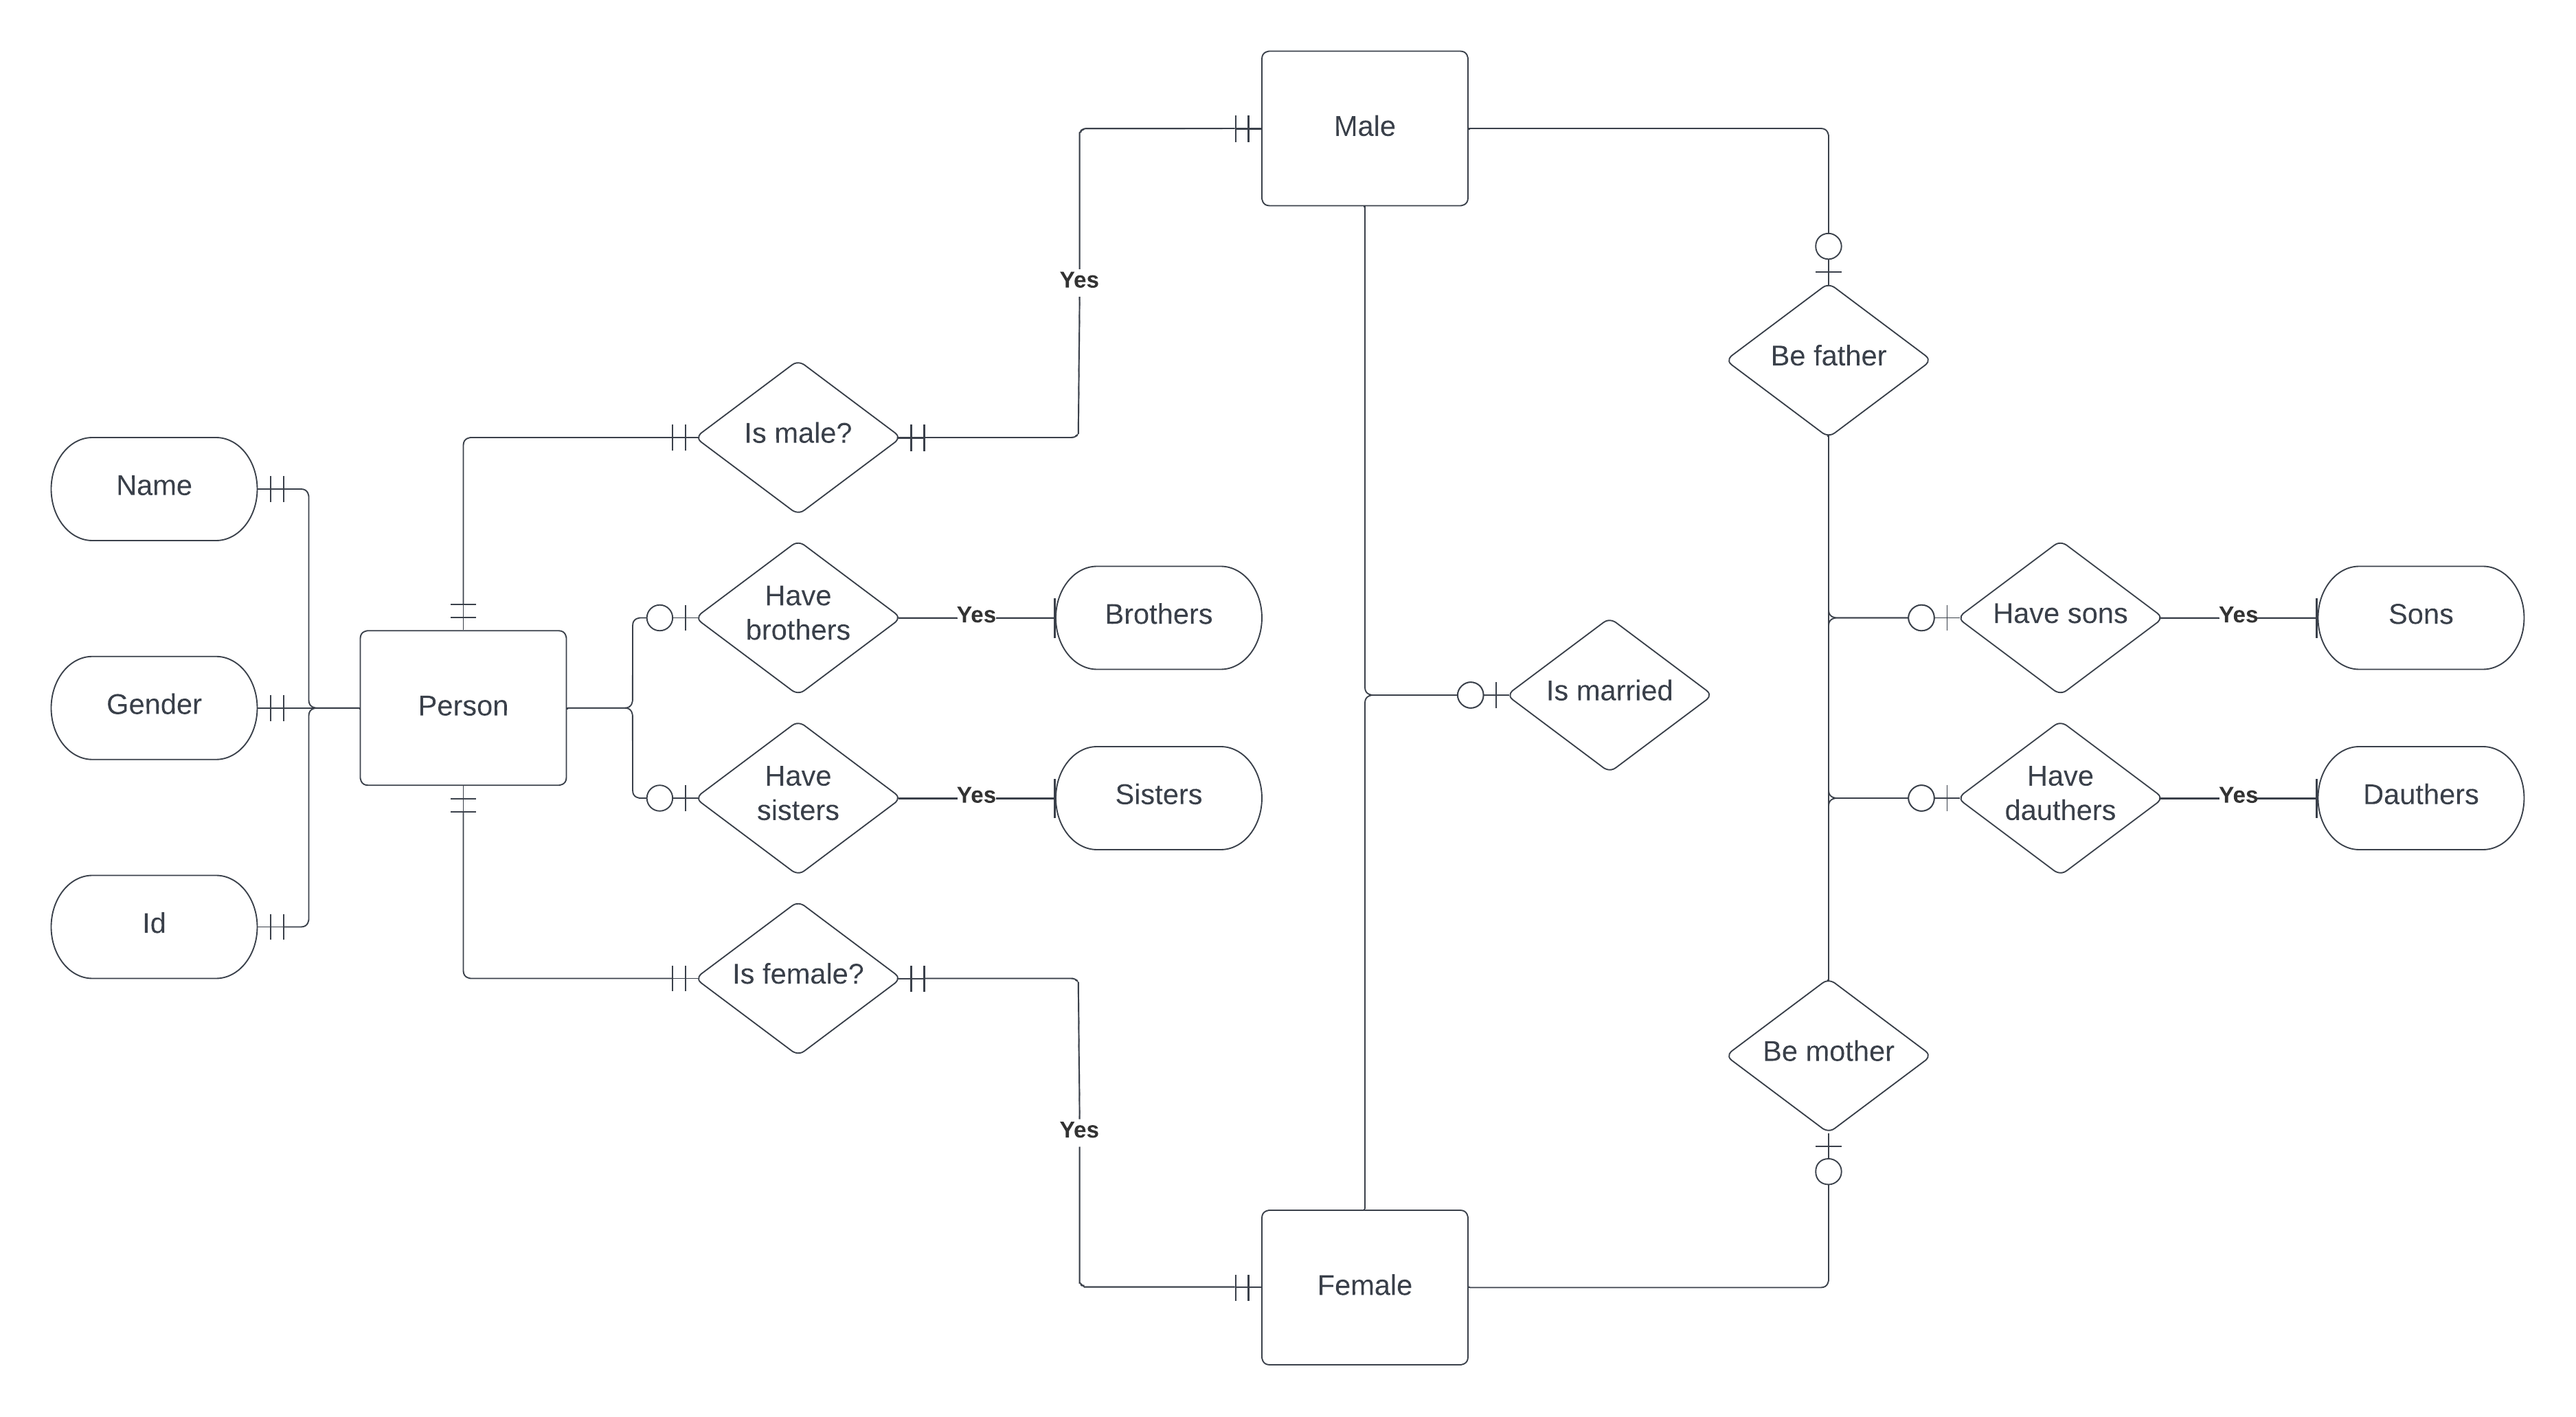 Male
Be father
Yes
Is male?
Name
Have
brothers
Yes
Brothers
Have sons
Yes
Sons
Gender
Person
Is married
Have
sisters
Yes
Sisters
Have
dauthers
Yes
Dauthers
Id
Is female?
Be mother
Yes
Female